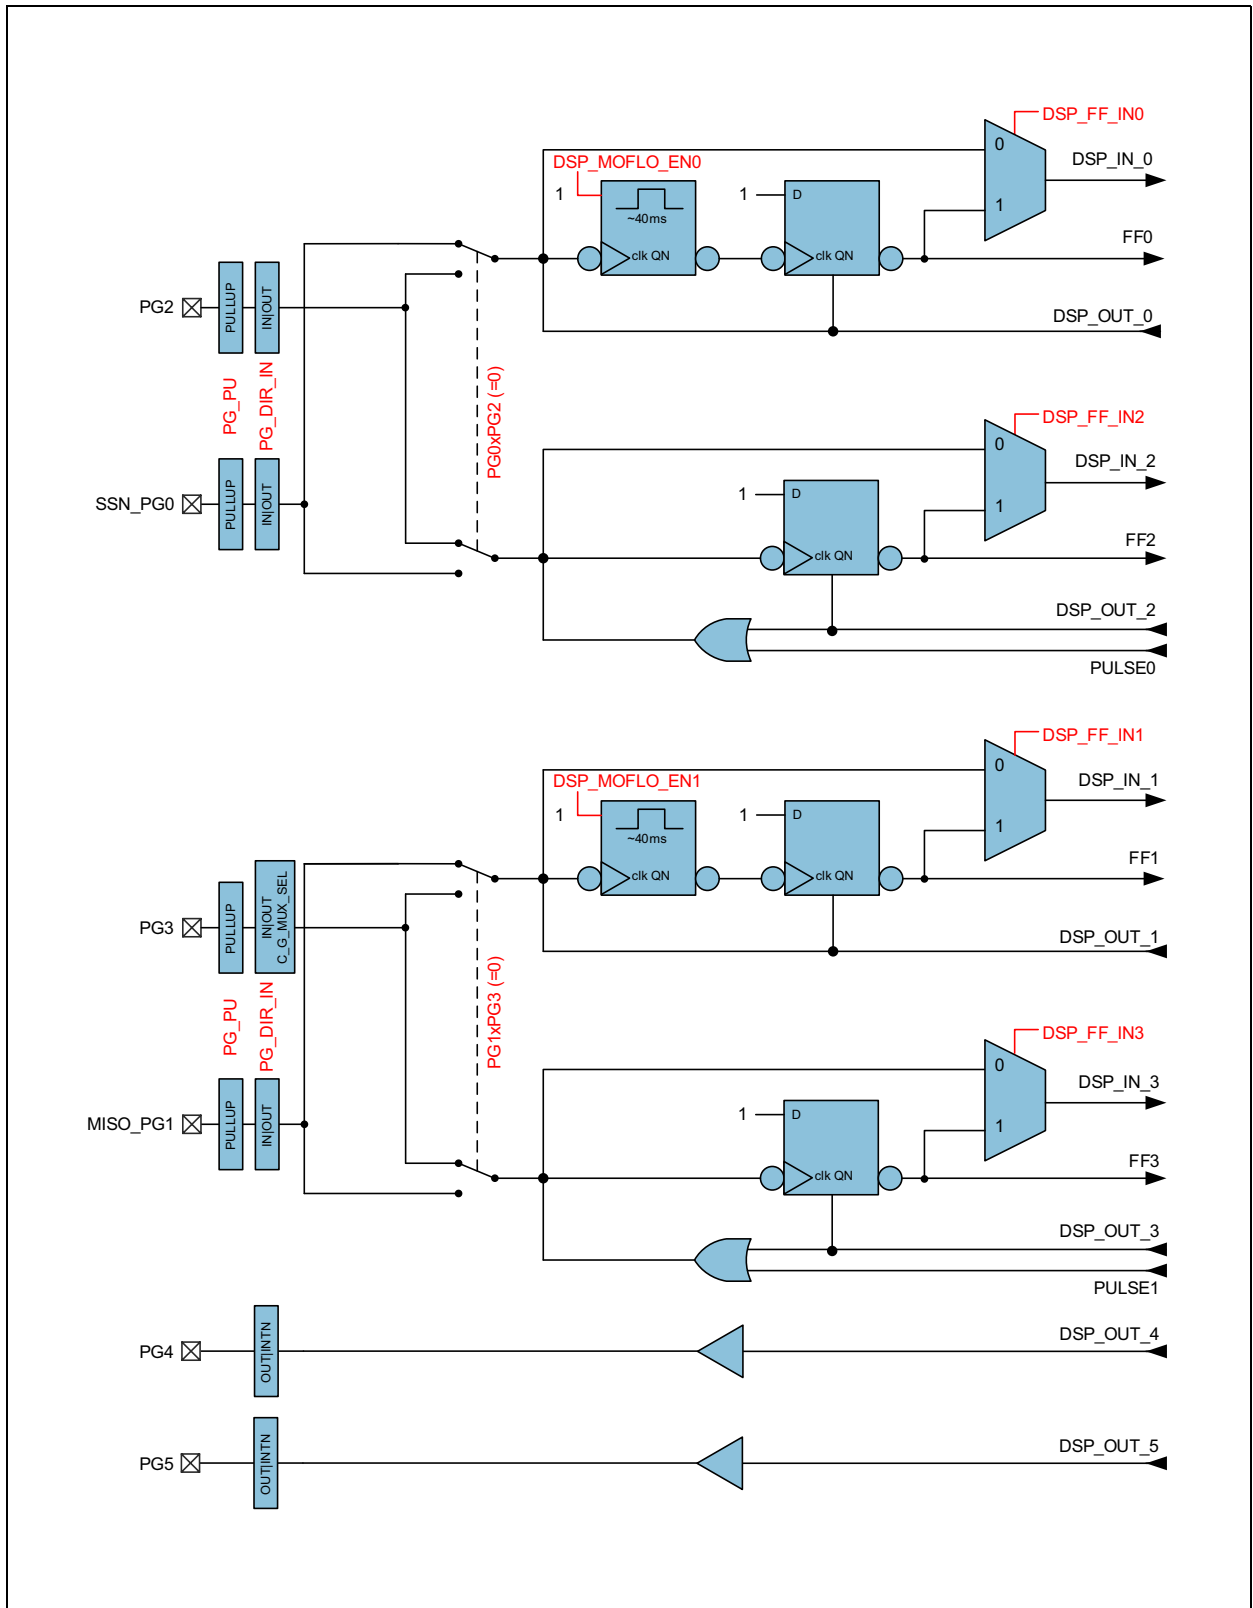 DSP_FF_IN0
0
DSP_IN_0
DSP_MOFLO_EN0
1
~40ms
clk QN
1
D
clk QN
1
FF0
DSP_OUT_0
PG2
PULLUP
IN|OUT
PG_PU
PG_DIR_IN
PG0xPG2 (=0)
SSN_PG0
PULLUP
IN|OUT
DSP_FF_IN2
0
DSP_IN_2
1
D
clk QN
1
FF2
DSP_OUT_2
PULSE0
DSP_FF_IN1
0
DSP_IN_1
DSP_MOFLO_EN1
1
~40ms
clk QN
1
D
clk QN
1
FF1
DSP_OUT_1
PG3
PULLUP
IN|OUT
C_G_MUX_SEL
PG_PU
PG_DIR_IN
PG1xPG3 (=0)
MISO_PG1
PULLUP
IN|OUT
DSP_FF_IN3
0
DSP_IN_3
1
D
clk QN
1
FF3
DSP_OUT_3
PULSE1
PG4
OUT|INTN
DSP_OUT_4
PG5
OUT|INTN
DSP_OUT_5